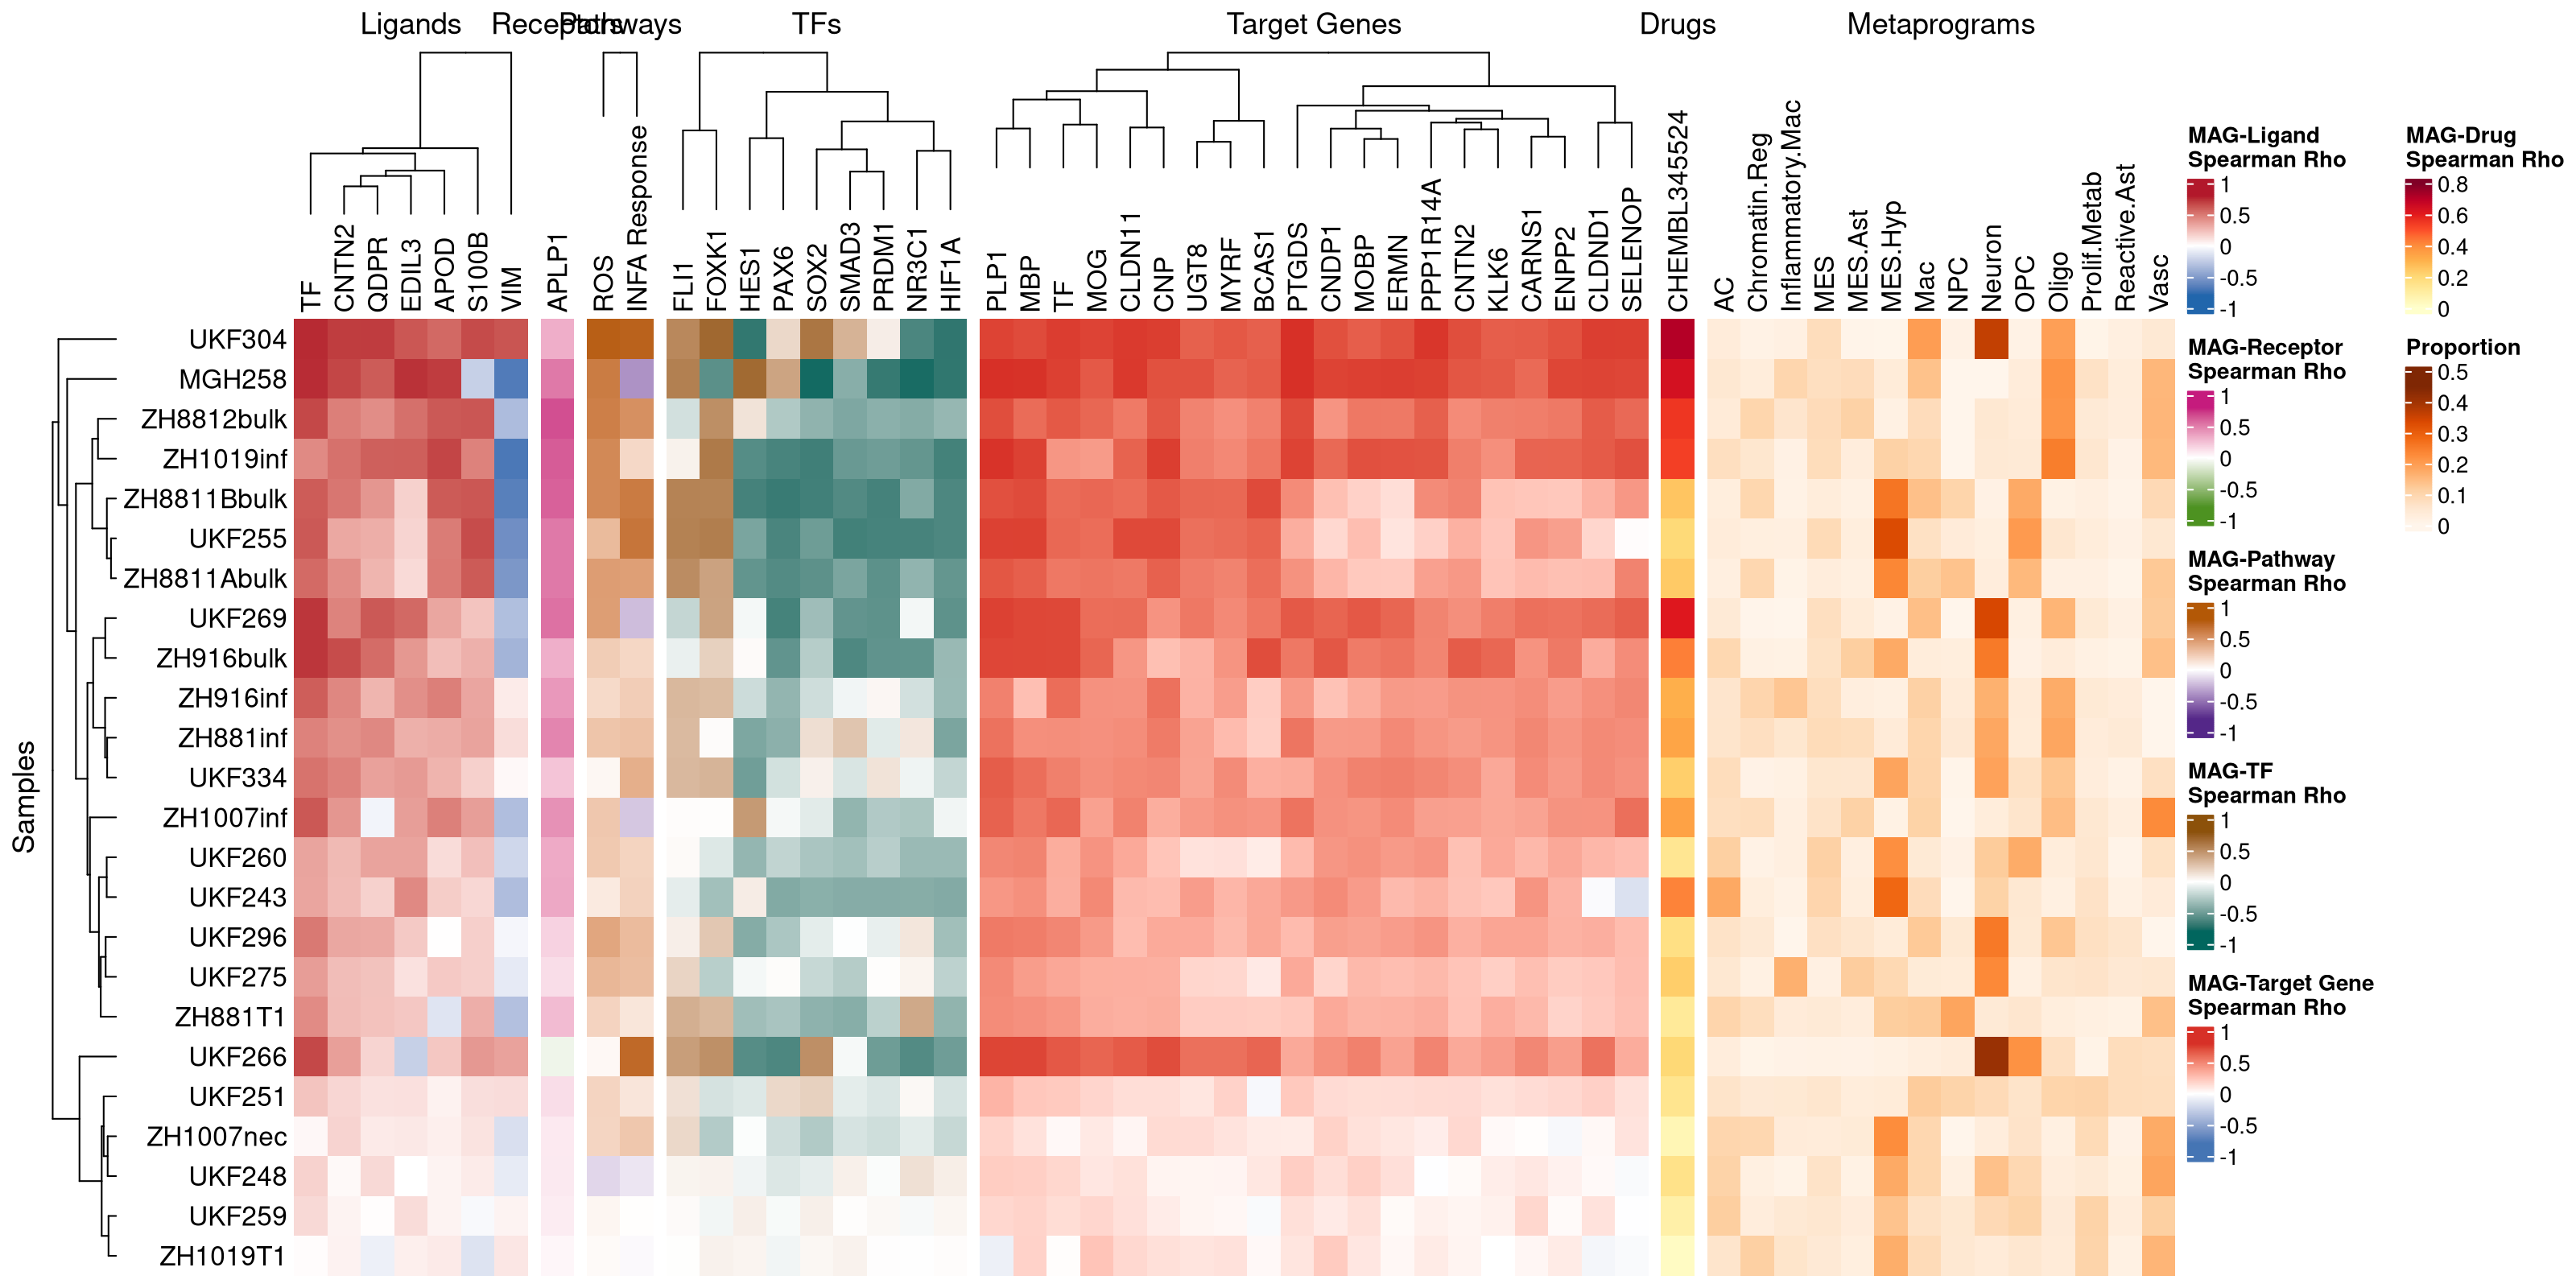 Ligands Receptors Pathways TFs Target Genes Drugs Metaprograms
TF
CNTN2
QDPR
EDIL3
APOD
S100B
VIM
APLP1
ROS
INFA Response
FLI1
FOXK1
HES1
PAX6
SOX2
SMAD3
PRDM1
NR3C1
HIF1A
PLP1
MBP
TF
MOG
CLDN11
CNP
UGT8
MYRF
BCAS1
PTGDS
CNDP1
MOBP
ERMN
PPP1R14A
CNTN2
KLK6
CARNS1
ENPP2
CLDND1
SELENOP
CHEMBL3545524
AC
Chromatin.Reg
Inflammatory.Mac
MES
MES.Ast
MES.Hyp
Mac
NPC
Neuron
OPC
Oligo
Prolif.Metab
Reactive.Ast
Vasc
Samples
UKF304
MGH258
ZH8812bulk
ZH1019inf
ZH8811Bbulk
UKF255
ZH8811Abulk
UKF269
ZH916bulk
ZH916inf
ZH881inf
UKF334
ZH1007inf
UKF260
UKF243
UKF296
UKF275
ZH881T1
UKF266
UKF251
ZH1007nec
UKF248
UKF259
ZH1019T1
MAG-Ligand
Spearman Rho
1
0.5
0
-0.5
-1
MAG-Receptor
Spearman Rho
1
0.5
0
-0.5
-1
MAG-Pathway
Spearman Rho
1
0.5
0
-0.5
-1
MAG-TF
Spearman Rho
1
0.5
0
-0.5
-1
MAG-Target Gene
Spearman Rho
1
0.5
0
-0.5
-1
MAG-Drug
Spearman Rho
0.8
0.6
0.4
0.2
0
Proportion
0.5
0.4
0.3
0.2
0.1
0